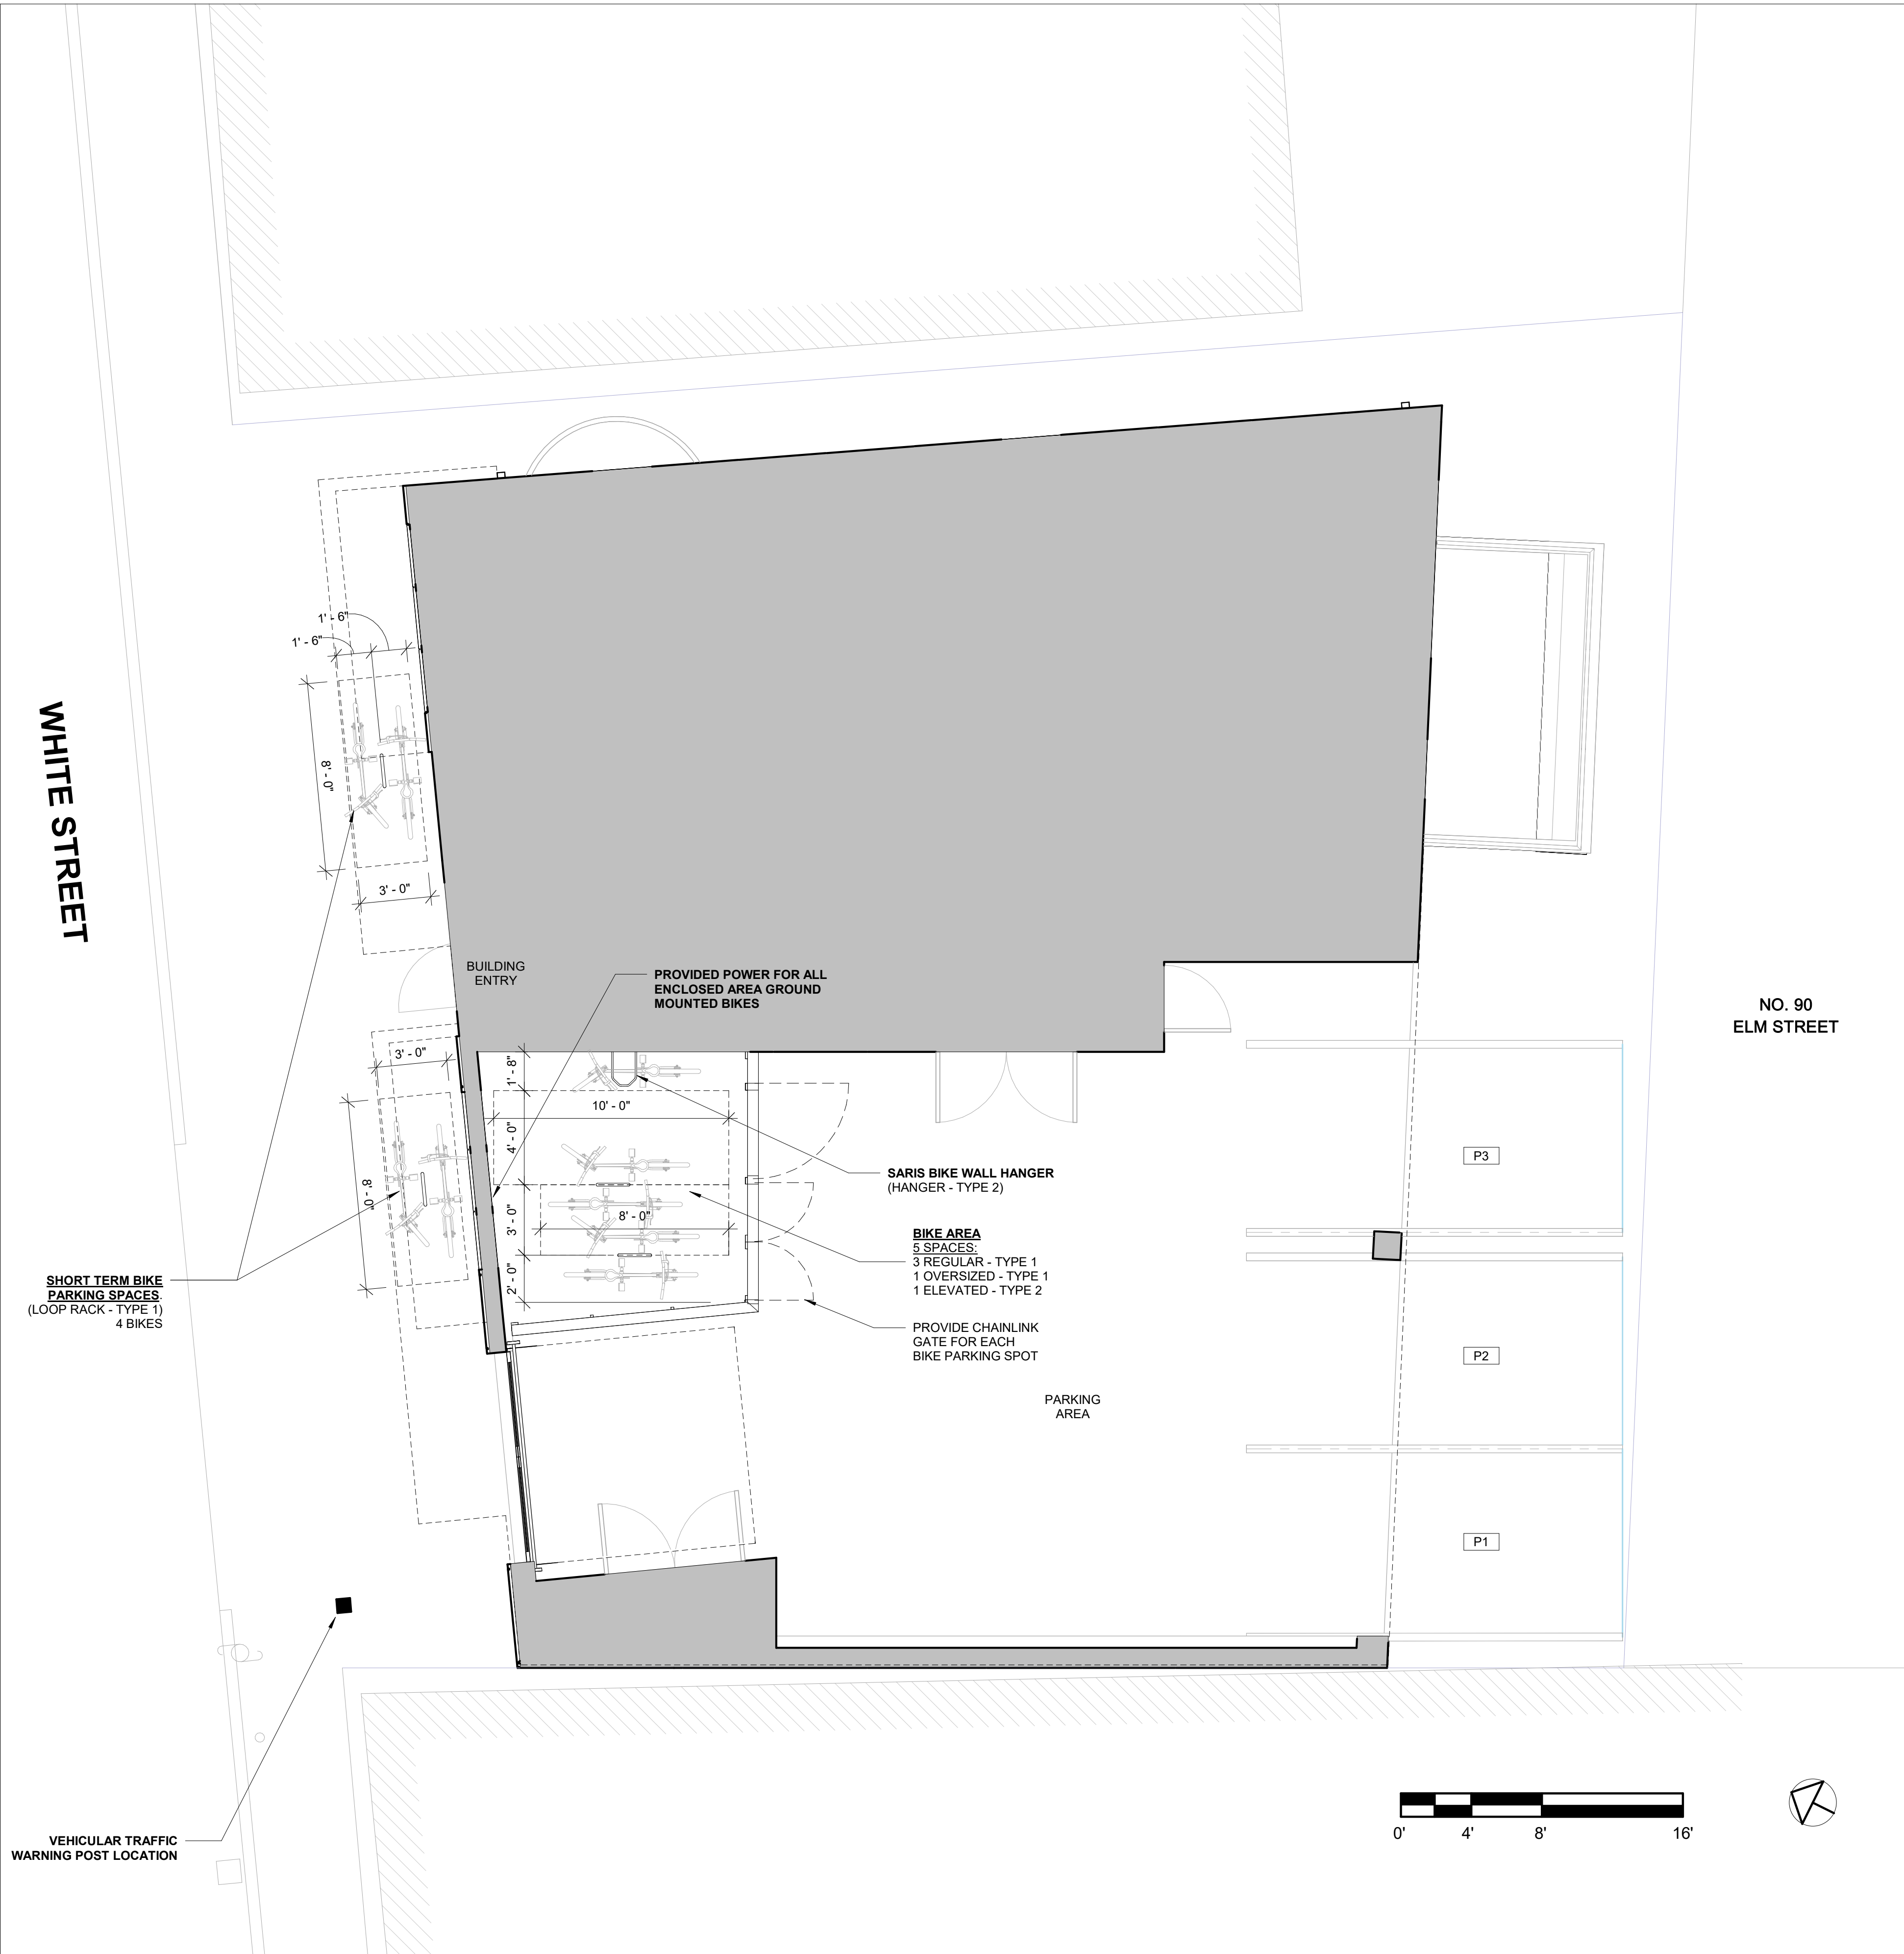 1' - 6"
1' - 6"
WHITE STREET
8' - 0"
3' - 0"
BUILDING
ENTRY
PROVIDED POWER FOR ALL
ENCLOSED AREA GROUND
MOUNTED BIKES
NO. 90
ELM STREET
3' - 0"
1' - 8"
10' - 0"
4' - 0"
P3
SARIS BIKE WALL HANGER
(HANGER - TYPE 2)
8' - 0"
3' - 0"
8' - 0"
BIKE AREA
5 SPACES:
3 REGULAR - TYPE 1
1 OVERSIZED - TYPE 1
1 ELEVATED - TYPE 2
2' - 0"
SHORT TERM BIKE
PARKING SPACES.
(LOOP RACK - TYPE 1)
4 BIKES
PROVIDE CHAINLINK
GATE FOR EACH
BIKE PARKING SPOT
P2
PARKING
AREA
P1
VEHICULAR TRAFFIC
WARNING POST LOCATION
0' 4' 8' 16'